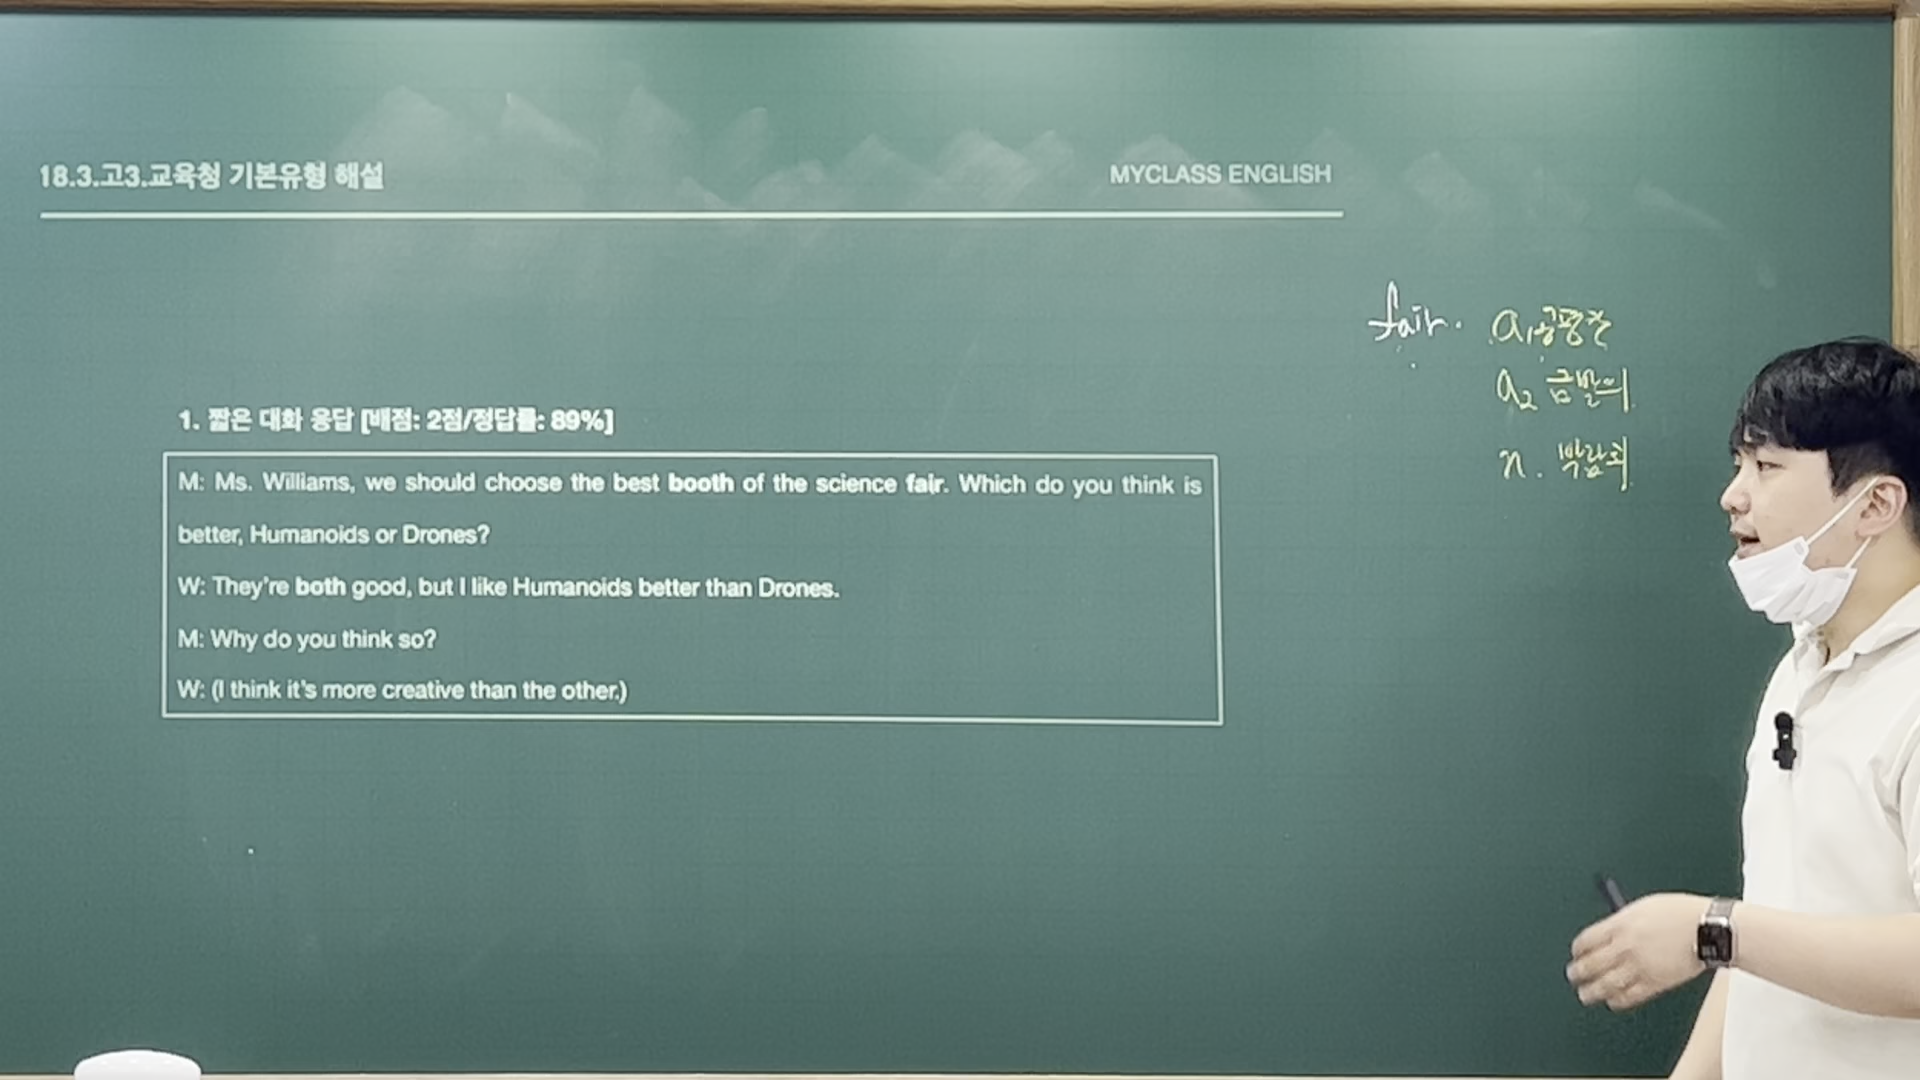 18.3.고3.교육청 기본유형 해설
MYCLASS ENGLISH
fair. a1 공평한
a2 금발의
n. 박람회
1. 짧은 대화 응답 [배점: 2점/정답률: 89%]
M: Ms. Williams, we should choose the best booth of the science fair. Which do you think is
better, Humanoids or Drones?
W: They're both good, but I like Humanoids better than Drones.
M: Why do you think so?
W: (I think it's more creative than the other.)